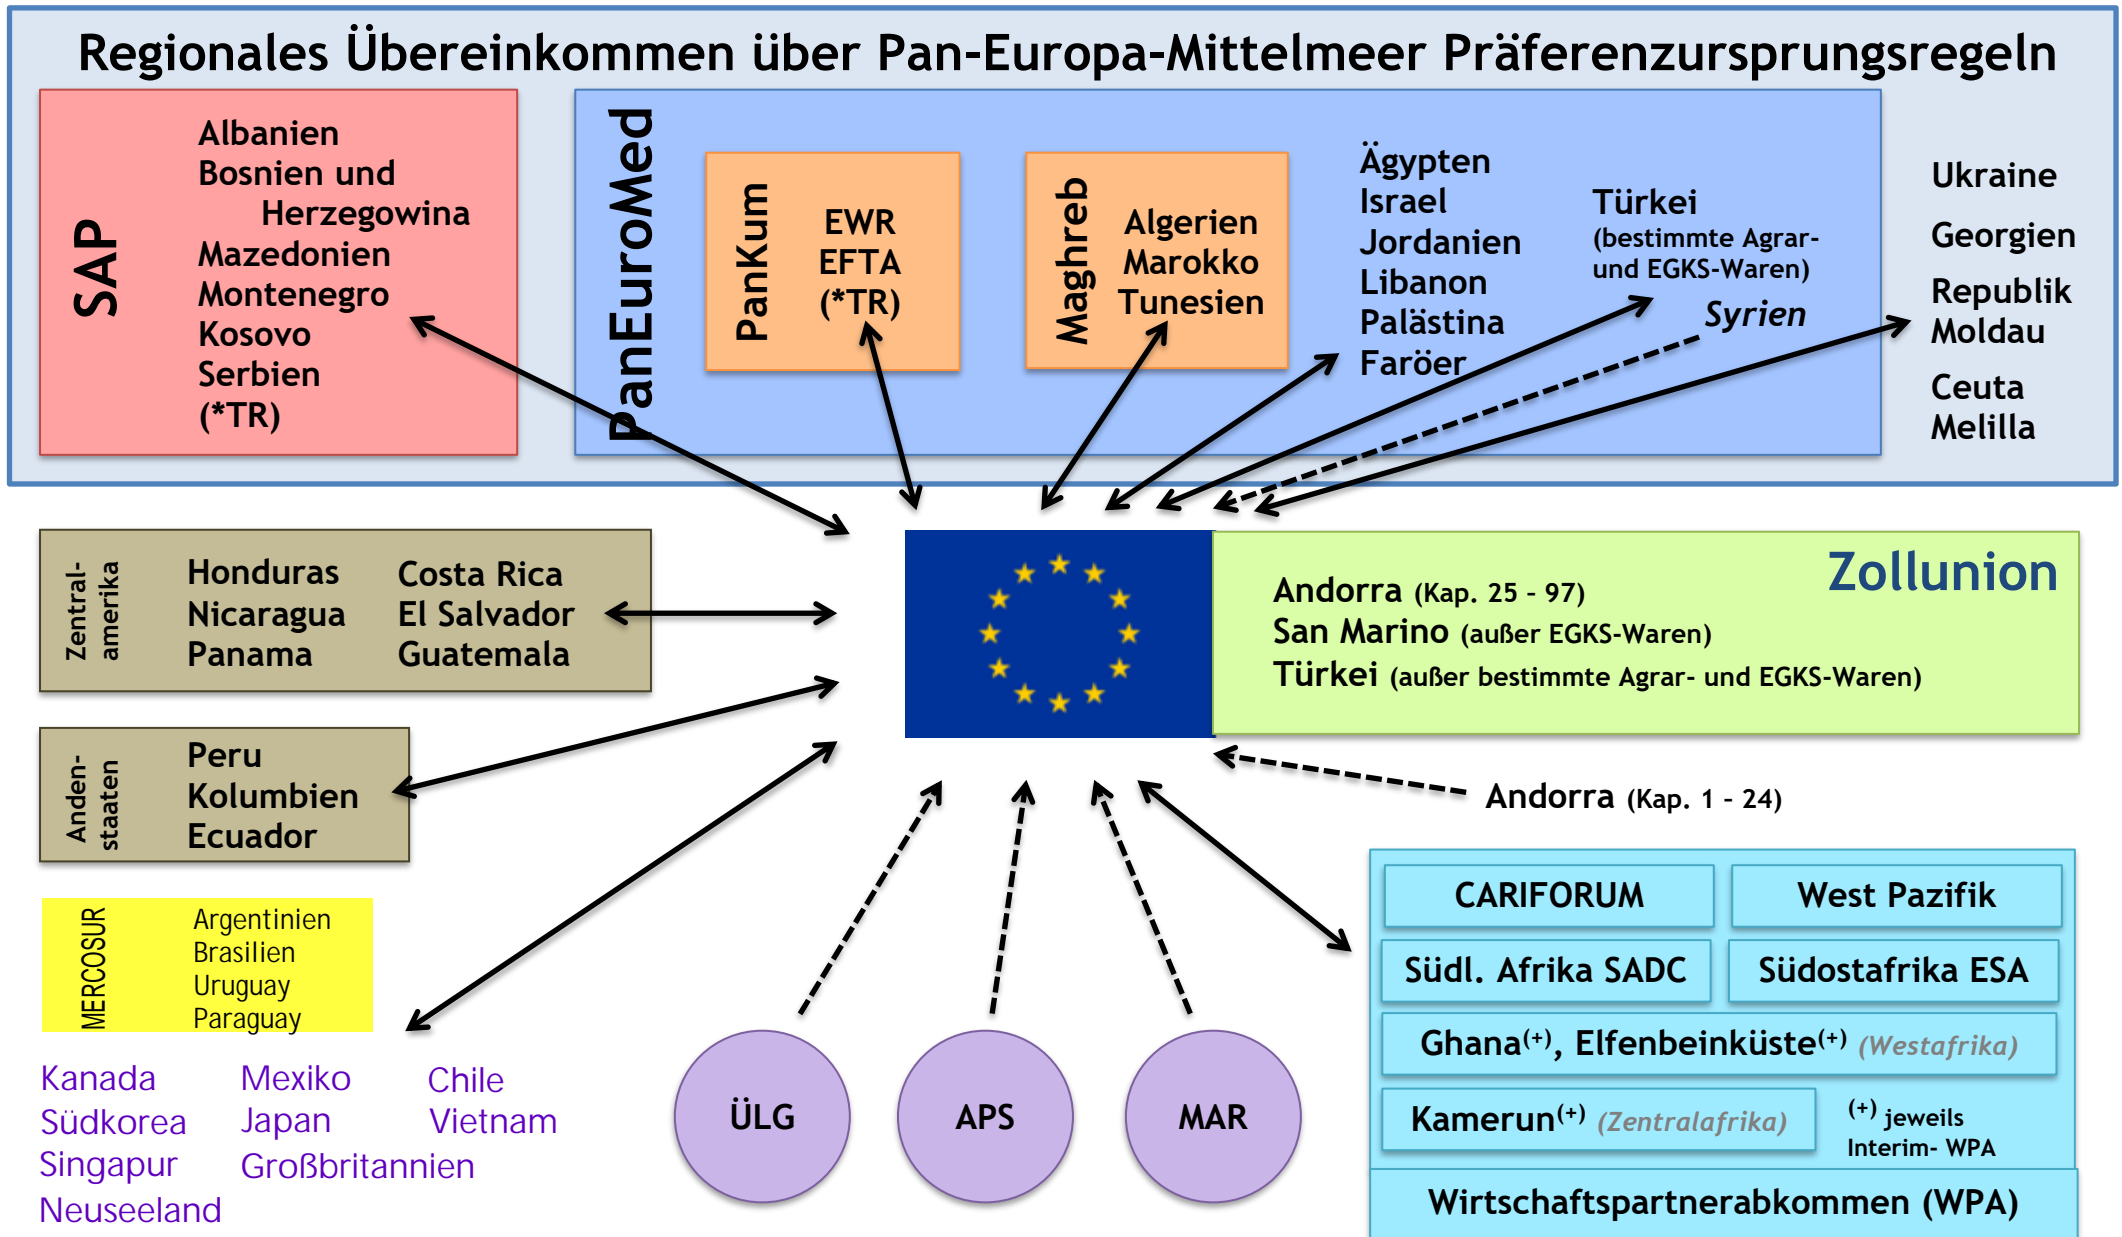 Regionales Übereinkommen über Pan-Europa-Mittelmeer Präferenzursprungsregeln
SAP
Albanien
Bosnien und
Herzegowina
Mazedonien
Montenegro
Kosovo
Serbien
(*TR)
PanEuroMed
PanKum
EWR
EFTA
(*TR)
Maghreb
Algerien
Marokko
Tunesien
Ägypten
Israel
Jordanien
Libanon
Palästina
Faröer
Türkei
(bestimmte Agrar-
und EGKS-Waren)
Syrien
Ukraine
Georgien
Republik
Moldau
Ceuta
Melilla
Zentral-
amerika
Honduras
Nicaragua
Panama
Costa Rica
El Salvador
Guatemala
Zollunion
Andorra (Kap. 25 - 97)
San Marino (außer EGKS-Waren)
Türkei (außer bestimmte Agrar- und EGKS-Waren)
Anden-
staaten
Peru
Kolumbien
Ecuador
Andorra (Kap. 1 - 24)
MERCOSUR
Argentinien
Brasilien
Uruguay
Paraguay
Kanada
Südkorea
Singapur
Neuseeland
Mexiko
Japan
Großbritannien
Chile
Vietnam
ÜLG
APS
MAR
CARIFORUM
West Pazifik
Südl. Afrika SADC
Südostafrika ESA
Ghana(+), Elfenbeinküste(+) (Westafrika)
Kamerun(+) (Zentralafrika)
(+) jeweils
Interim- WPA
Wirtschaftspartnerabkommen (WPA)